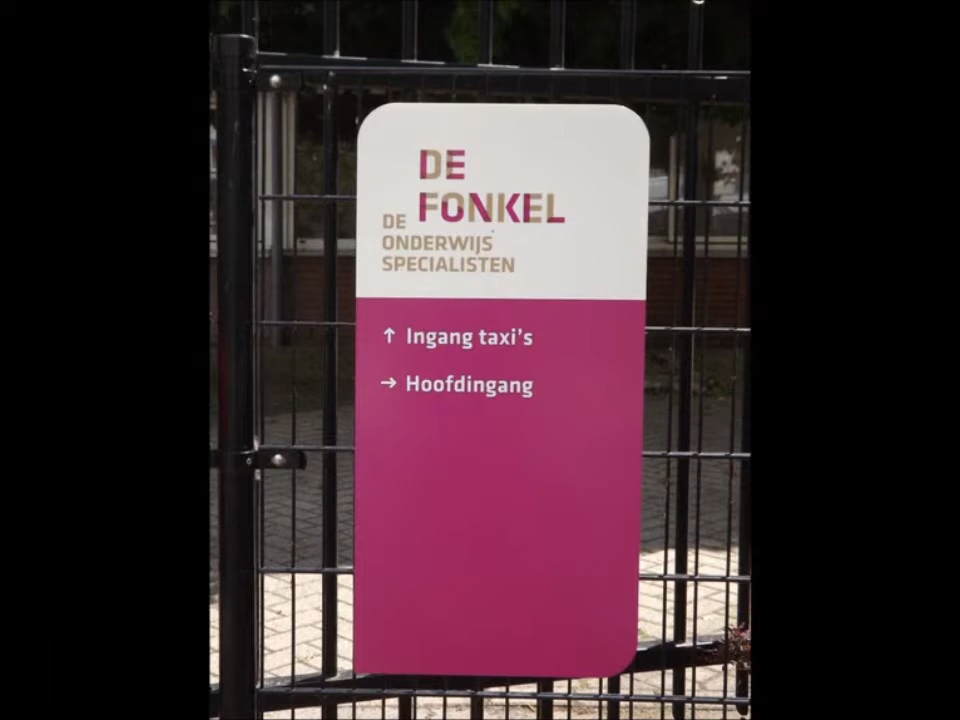 DE
FONKEL
DE
ONDERWIJS
SPECIALISTEN
↑ Ingang taxi's
→ Hoofdingang